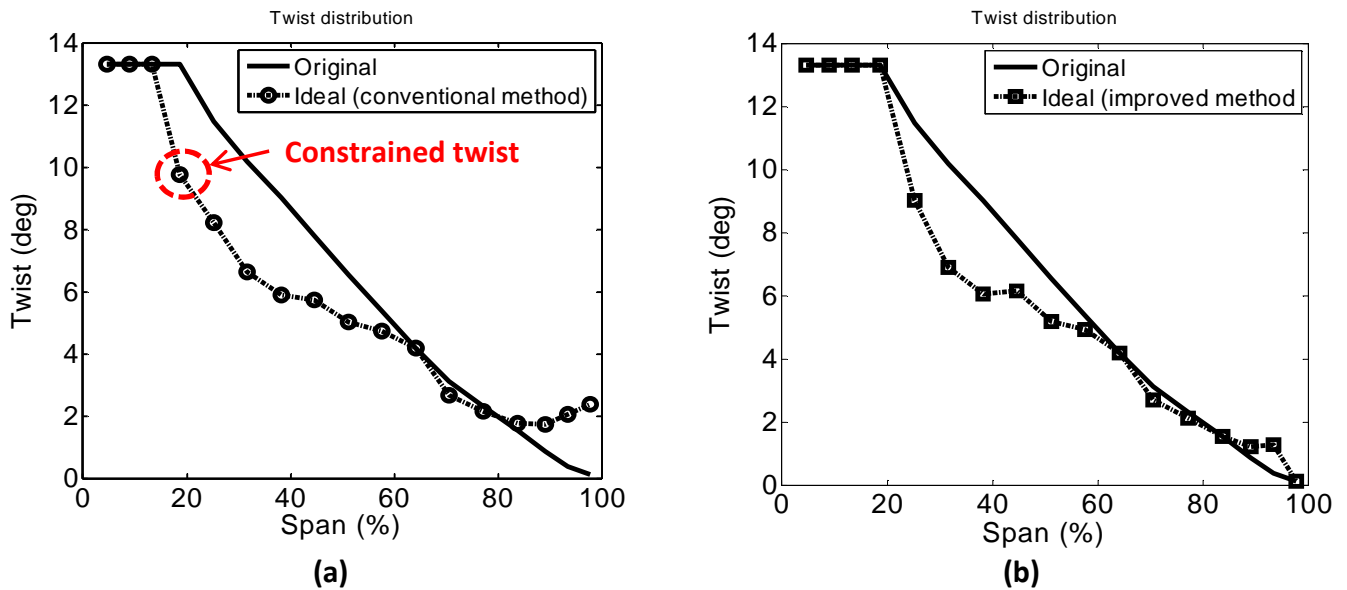 Twist distribution
Original
Ideal (conventional method)
Constrained twist
14
12
10
8
6
4
2
0
Twist (deg)
0 20 40 60 80 100
Span (%)
(a)
Twist distribution
Original
Ideal (improved method
14
12
10
8
6
4
2
0
Twist (deg)
0 20 40 60 80 100
Span (%)
(b)